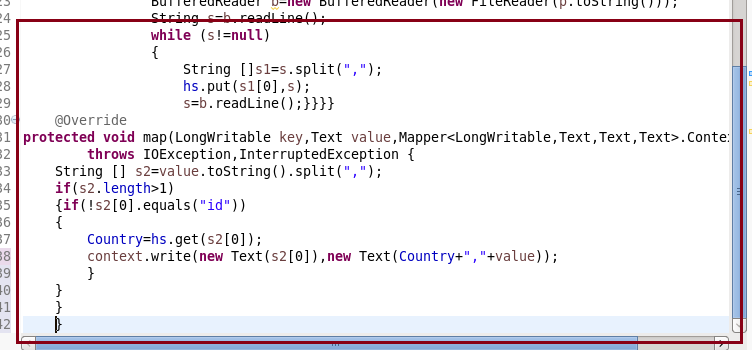 23 BufferedReader b=new BufferedReader(new FileReader(p.toString()));
24 String s=b.readLine();
25 while (s!=null)
26 {
27 String []s1=s.split(",");
28 hs.put(s1[0],s);
29 s=b.readLine();}}}}
30 @Override
31 protected void map(LongWritable key,Text value,Mapper<LongWritable,Text,Text,Text>.Conte
32 throws IOException,InterruptedException {
33 String [] s2=value.toString().split(",");
34 if(s2.length>1)
35 {if(!s2[0].equals("id"))
36 {
37 Country=hs.get(s2[0]);
38 context.write(new Text(s2[0]),new Text(Country+","+value));
39 }
40 }
41 }
42 }